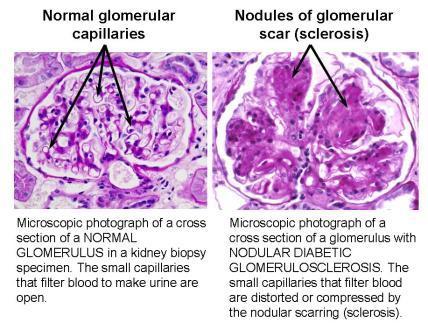 Normal glomerular
capillaries
Nodules of glomerular
scar (sclerosis)
Microscopic photograph of a cross
section of a NORMAL
GLOMERULUS in a kidney biopsy
specimen. The small capillaries
that filter blood to make urine are
open.
Microscopic photograph of a
cross section of a glomerulus with
NODULAR DIABETIC
GLOMERULOSCLEROSIS. The
small capillaries that filter blood
are distorted or compressed by
the nodular scarring (sclerosis).